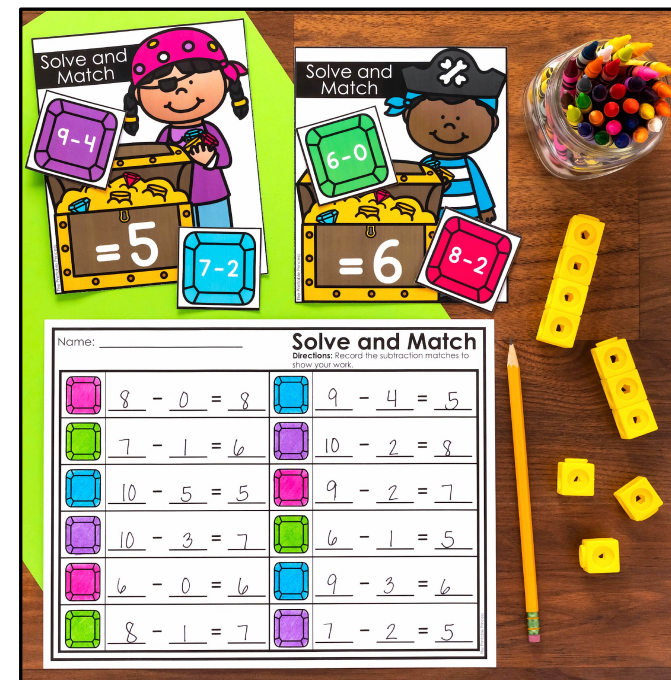 Solve and
Match
9-4
=5
7-2
Solve and
Match
6-0
=6
8-2
Name:
Solve and Match
Directions: Record the subtraction matches to
show your work.
8 - 0 = 8
9 - 4 = 5
7 - 1 = 6
10 - 2 = 8
10 - 5 = 5
9 - 2 = 7
10 - 3 = 7
6 - 1 = 5
6 - 0 = 6
9 - 3 = 6
8 - 1 = 7
7 - 2 = 5